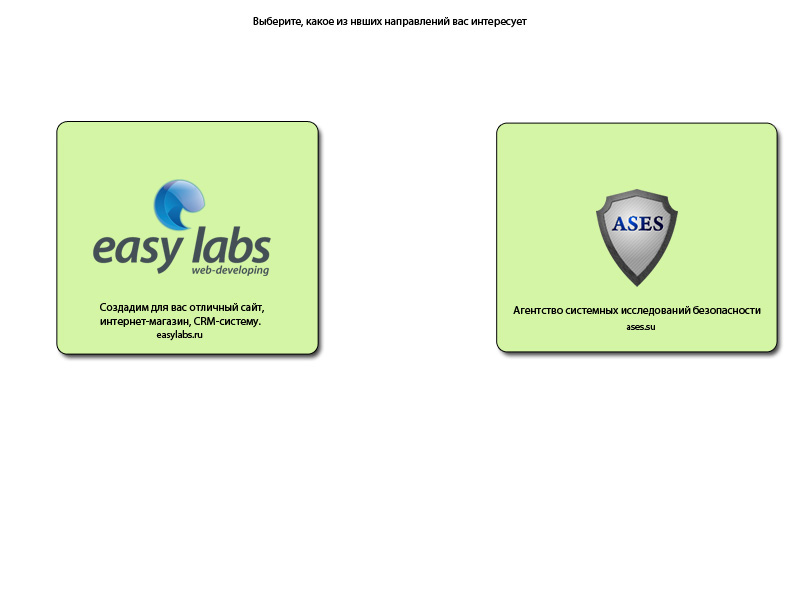 Выберите, какое из нвших направлений вас интересует
easy labs
web-developing
Создадим для вас отличный сайт,
интернет-магазин, CRM-систему.
easylabs.ru
ASES
Агентство системных исследований безопасности
ases.su